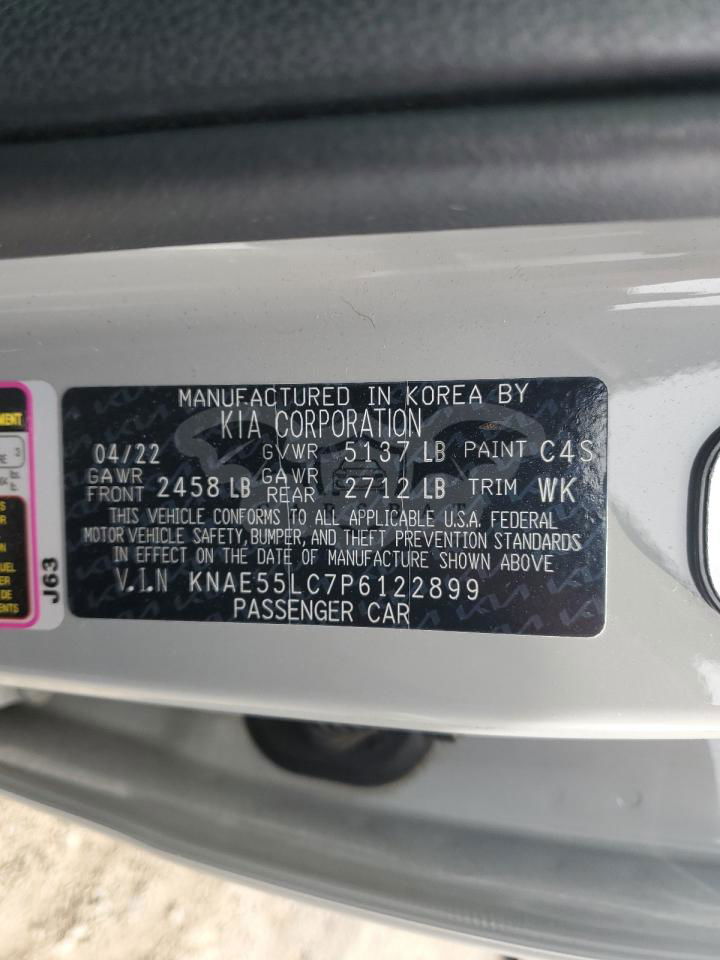 MANUFACTURED IN KOREA BY
KIA CORPORATION
04/22 GVWR 5137 LB PAINT C4S
GAWR FRONT 2458 LB GAWR REAR 2712 LB TRIM WK
THIS VEHICLE CONFORMS TO ALL APPLICABLE U.S.A. FEDERAL
MOTOR VEHICLE SAFETY, BUMPER, AND THEFT PREVENTION STANDARDS
IN EFFECT ON THE DATE OF MANUFACTURE SHOWN ABOVE
V.I.N KNAE55LC7P6122899
PASSENGER CAR
J63